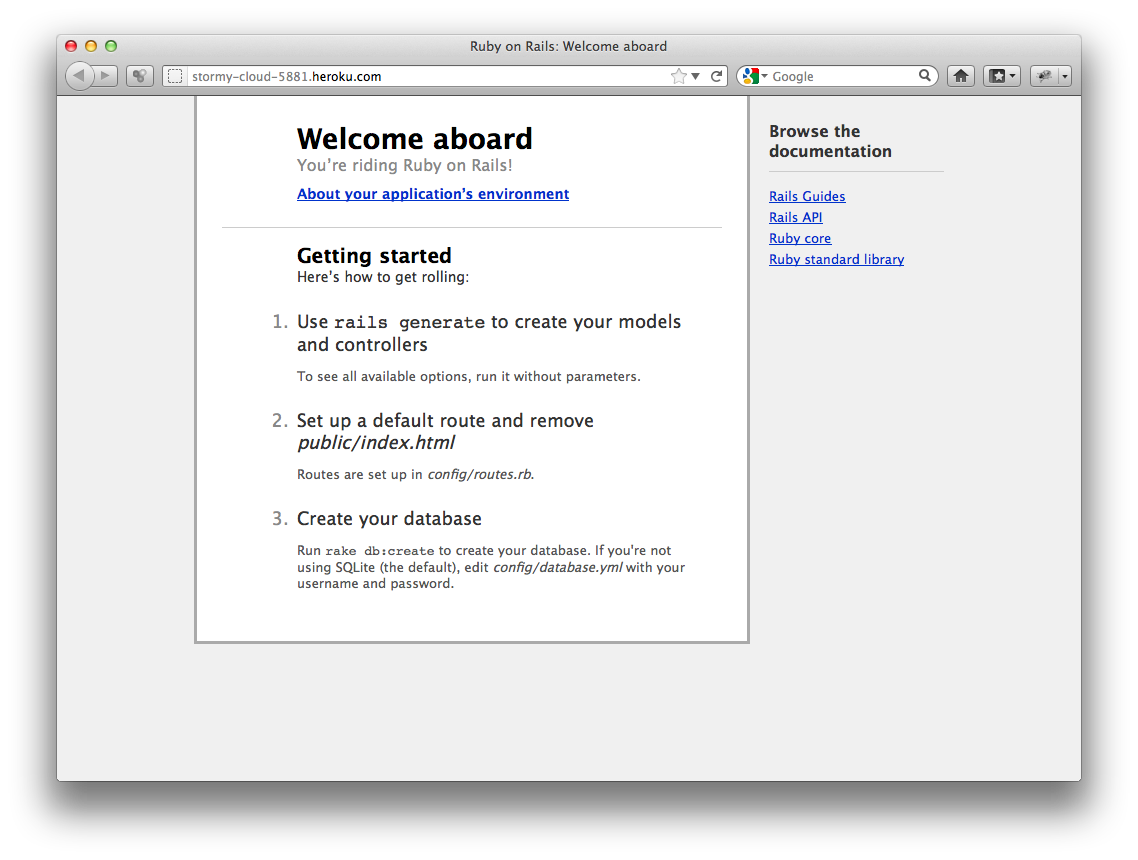 Ruby on Rails: Welcome aboard
stormy-cloud-5881.heroku.com
Google
Welcome aboard
You’re riding Ruby on Rails!
About your application’s environment
Getting started
Here’s how to get rolling:
1. Use rails generate to create your models
and controllers
To see all available options, run it without parameters.
2. Set up a default route and remove
public/index.html
Routes are set up in config/routes.rb.
3. Create your database
Run rake db:create to create your database. If you're not
using SQLite (the default), edit config/database.yml with your
username and password.
Browse the
documentation
Rails Guides
Rails API
Ruby core
Ruby standard library